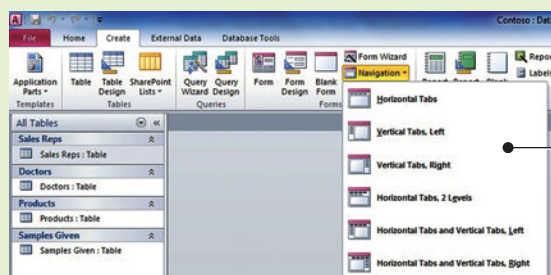 Contoso : Dat
File Home Create External Data Database Tools
Application Parts
Table
Table Design
SharePoint Lists
Query Wizard
Query Design
Form
Form Design
Blank Form
Form Wizard
Navigation
Labels
Templates Tables Queries Forms
Horizontal Tabs
Vertical Tabs, Left
Vertical Tabs, Right
Horizontal Tabs, 2 Levels
Horizontal Tabs and Vertical Tabs, Left
Horizontal Tabs and Vertical Tabs, Right
All Tables
Sales Reps
Sales Reps : Table
Doctors
Doctors : Table
Products
Products : Table
Samples Given
Samples Given : Table